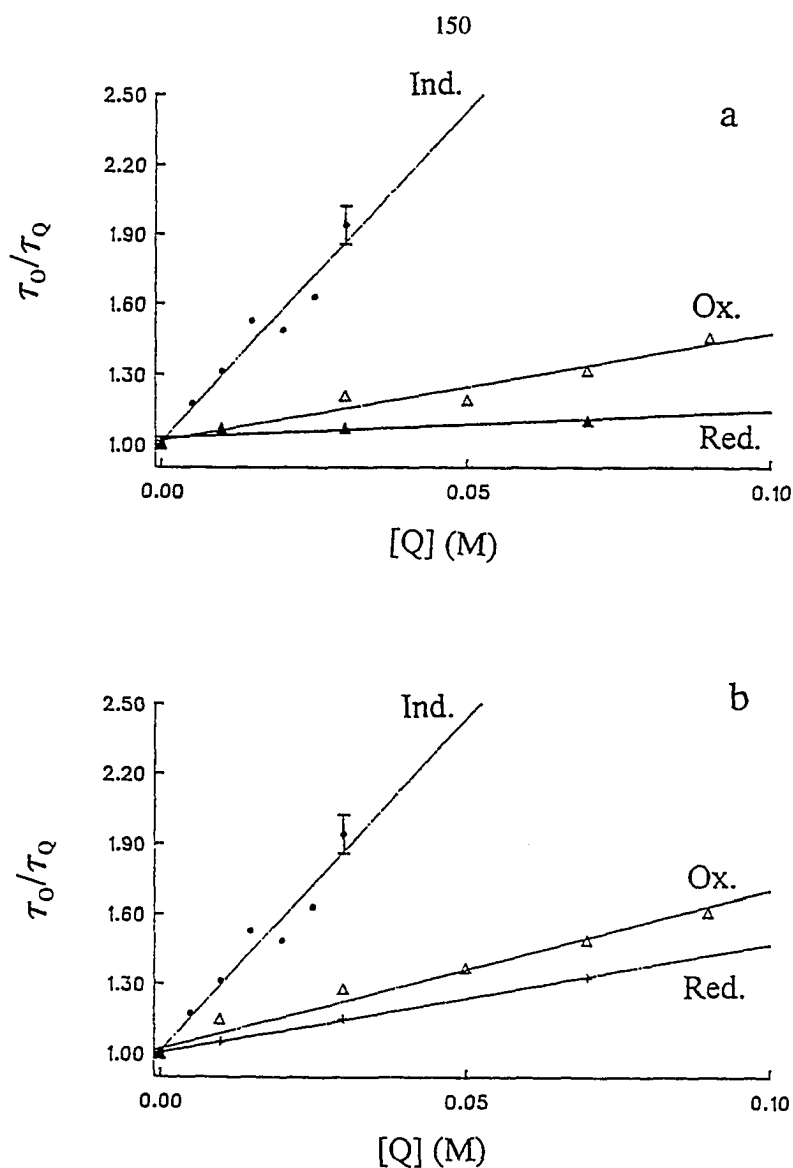 150
Ind.
a
2.50
2.20
1.90
1.60
1.30
1.00
τ0/τQ
Ox.
Red.
0.00 0.05 0.10
[Q] (M)
Ind.
b
2.50
2.20
1.90
1.60
1.30
1.00
τ0/τQ
Ox.
Red.
0.00 0.05 0.10
[Q] (M)